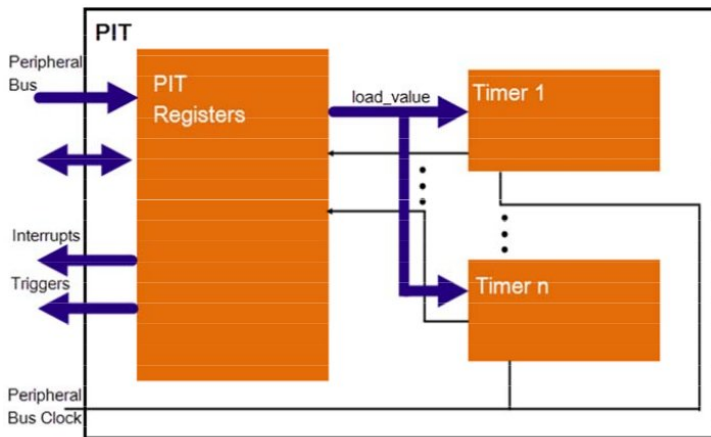 PIT
Peripheral
Bus
PIT
Registers
load_value
Timer 1
Interrupts
Triggers
Timer n
Peripheral
Bus Clock